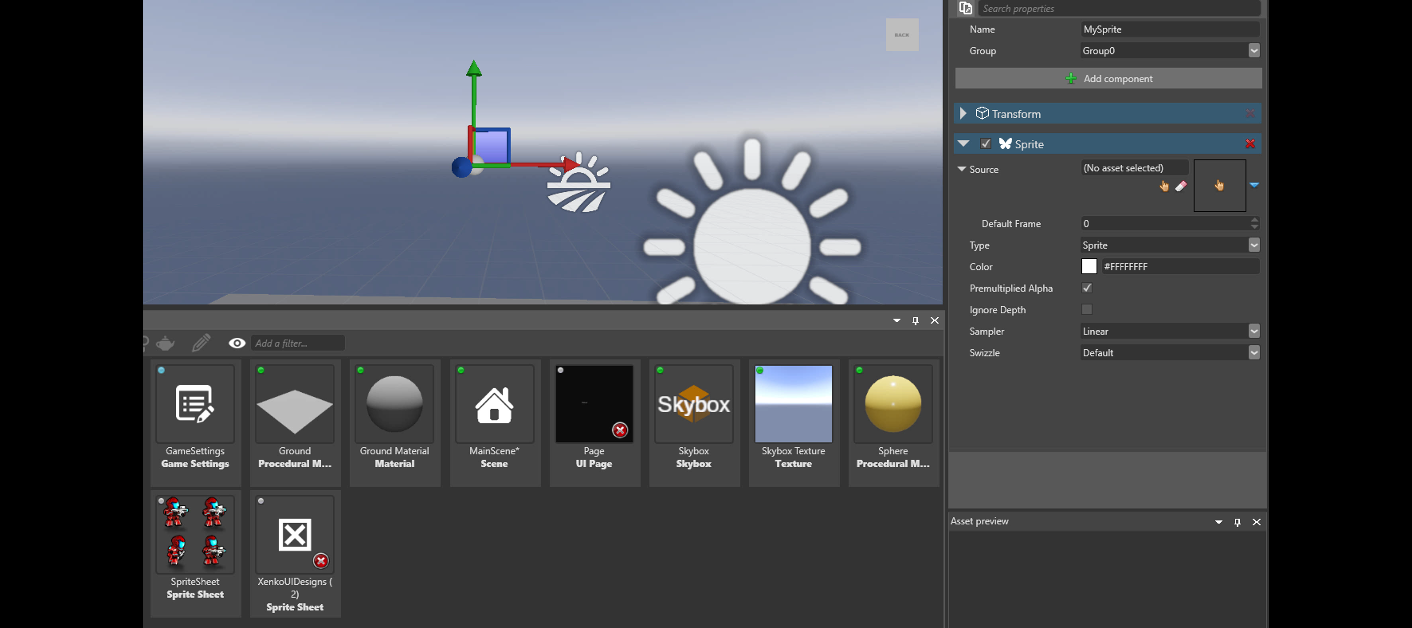 BACK
Search properties
Name MySprite
Group Group0
Add component
Transform
Sprite
Source (No asset selected)
Default Frame 0
Type Sprite
Color #FFFFFFFF
Premultiplied Alpha
Ignore Depth
Sampler Linear
Swizzle Default
Add a filter...
Skybox
GameSettings
Game Settings
Ground
Procedural M...
Ground Material
Material
MainScene*
Scene
Page
UI Page
Skybox
Skybox
Skybox Texture
Texture
Sphere
Procedural M...
SpriteSheet
Sprite Sheet
XenkoUIDesigns (
2)
Sprite Sheet
Asset preview